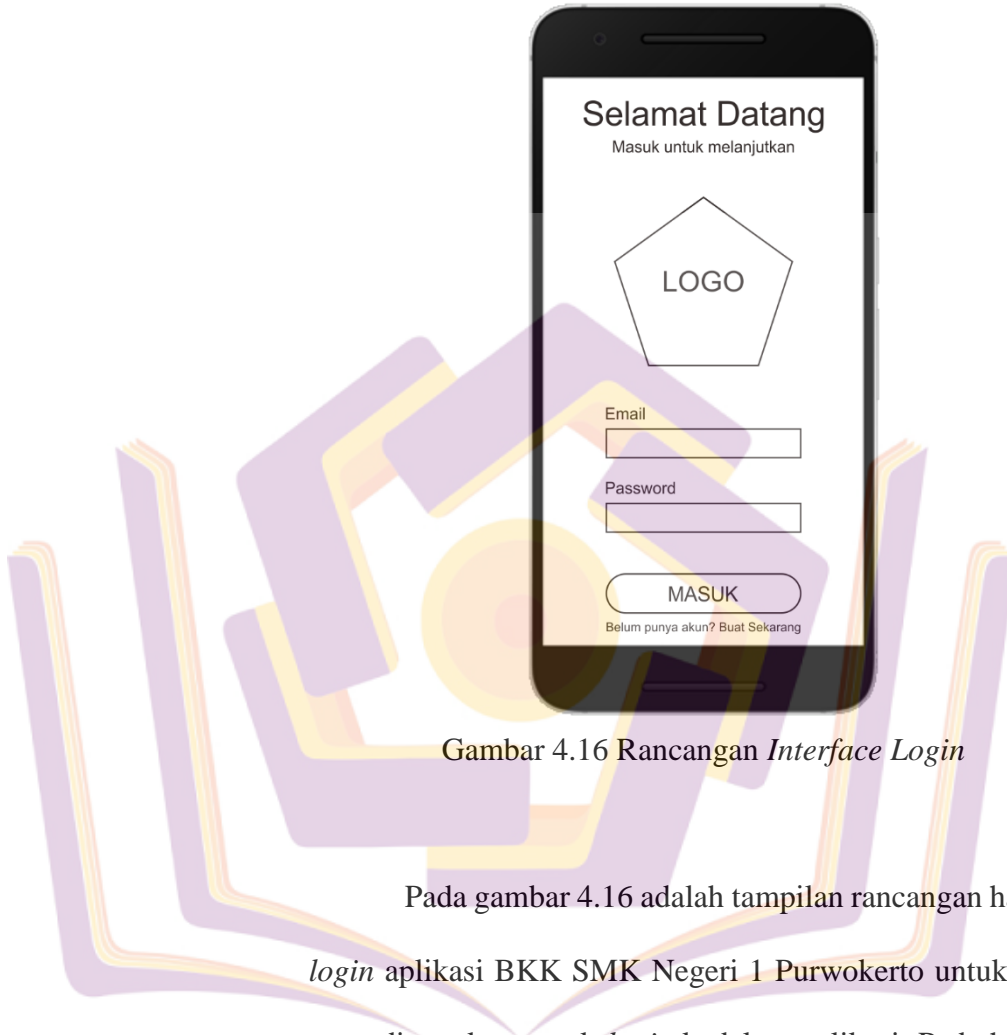 Selamat Datang
Masuk untuk melanjutkan
LOGO
Email
Password
MASUK
Belum punya akun? Buat Sekarang
Gambar 4.16 Rancangan Interface Login
Pada gambar 4.16 adalah tampilan rancangan
login aplikasi BKK SMK Negeri 1 Purwokerto untuk